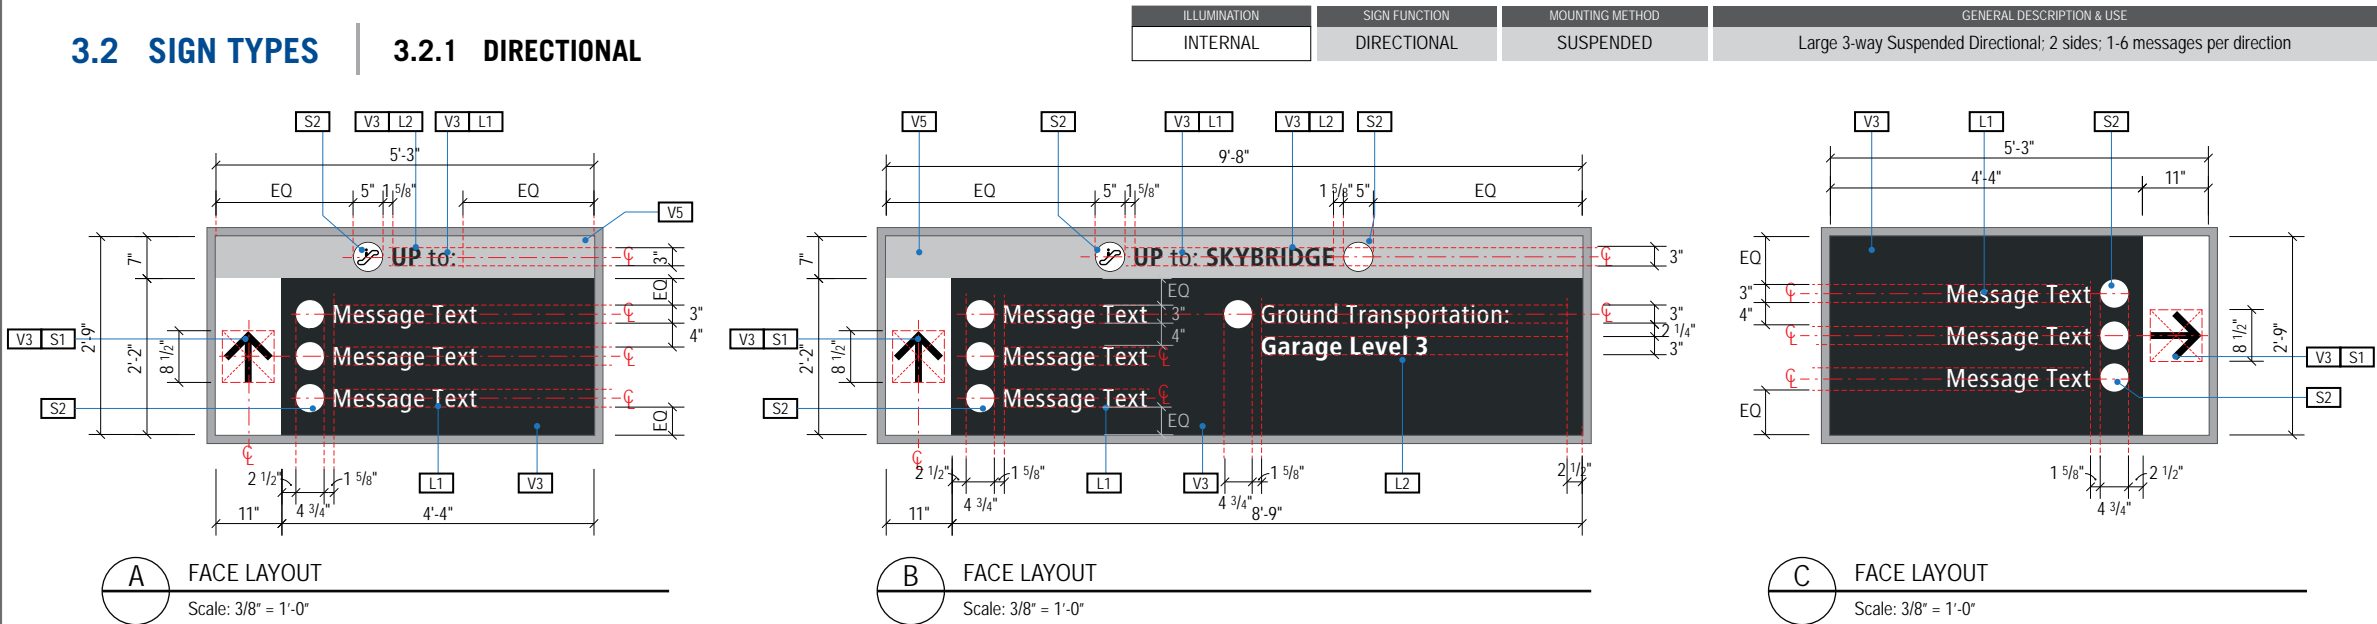 3.2 SIGN TYPES 3.2.1 DIRECTIONAL
ILLUMINATION
INTERNAL
SIGN FUNCTION
DIRECTIONAL
MOUNTING METHOD
SUSPENDED
GENERAL DESCRIPTION & USE
Large 3-way Suspended Directional; 2 sides; 1-6 messages per direction
S2 V3 L2 V3 L1
5'-3"
EQ 5" 1 5/8" EQ
V5
7"
UP to:
℄ 3"
EQ
Message Text
℄ 3"
4"
V3 S1
2'-9"
2'-2"
8 1/2"
Message Text
℄
S2
Message Text
℄
EQ
℄
2 1/2" 1 5/8"
L1 V3
4 3/4"
11" 4'-4"
A FACE LAYOUT
Scale: 3/8" = 1'-0"
V5 S2 V3 L1 V3 L2 S2
9'-8"
EQ 5" 1 5/8" 1 5/8" 5" EQ
7"
UP to: SKYBRIDGE
℄ 3"
EQ
Message Text 3" Ground Transportation:
℄ 3"
4"
2 1/4"
V3 S1
2'-2"
8 1/2"
Message Text ℄ Garage Level 3
3"
S2
Message Text ℄
EQ
℄
2 1/2" 1 5/8" 1 5/8" 2 1/2"
L1 V3 L2
4 3/4" 4 3/4"
11" 8'-9"
B FACE LAYOUT
Scale: 3/8" = 1'-0"
V3 L1 S2
5'-3"
4'-4" 11"
EQ
3" ℄ Message Text
4"
℄ Message Text
8 1/2"
2'-9"
V3 S1
℄ Message Text
S2
EQ
1 5/8" 2 1/2"
4 3/4"
C FACE LAYOUT
Scale: 3/8" = 1'-0"